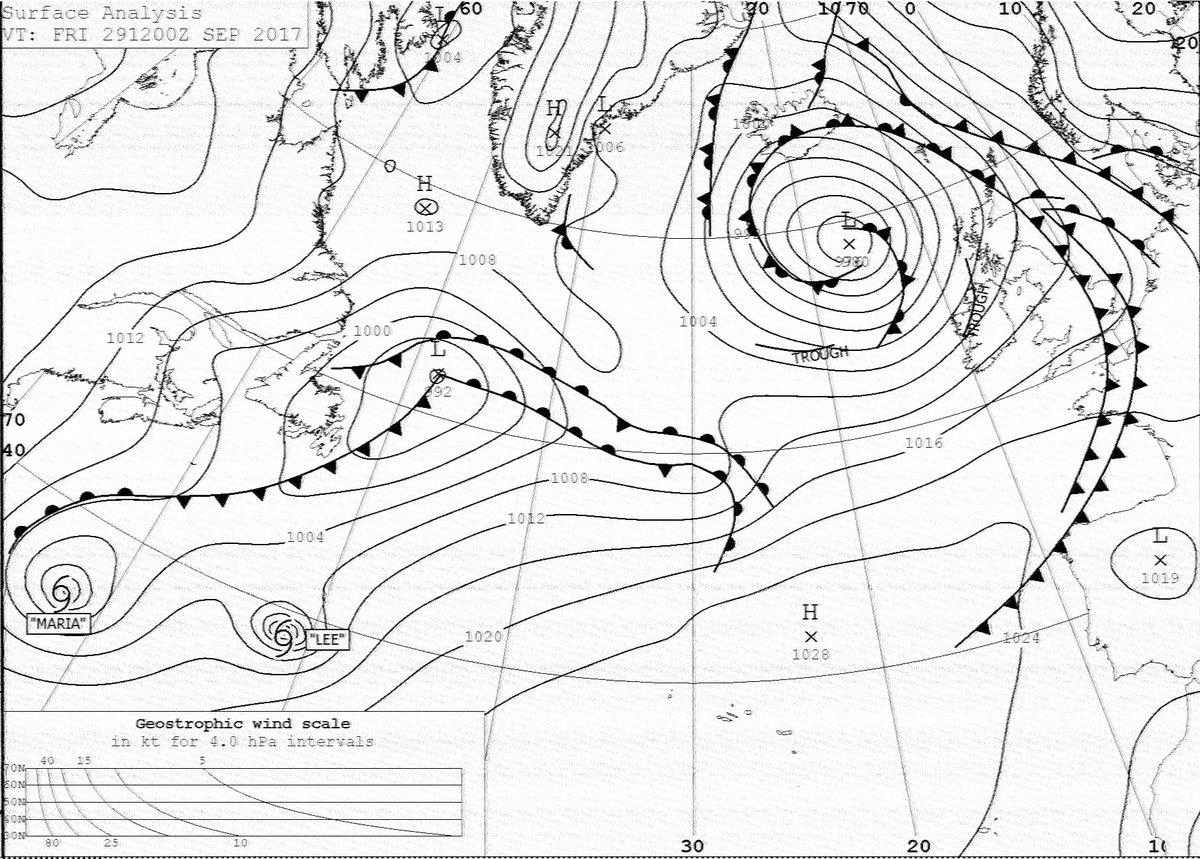 Surface Analysis
VT: FRI 291200Z SEP 2017
L
60
1004
20
10
70
0
10
20
20
H
1021
L
1006
H
1013
1008
1012
1000
L
992
L
1004
TROUGH
TROUGH
70
40
1016
1008
1012
1004
L
1019
"MARIA"
"LEE"
H
1028
1020
1024
Geostrophic wind scale
in kt for 4.0 hPa intervals
40 15 5
70N
60N
50N
40N
30N
80 25 10
30
20